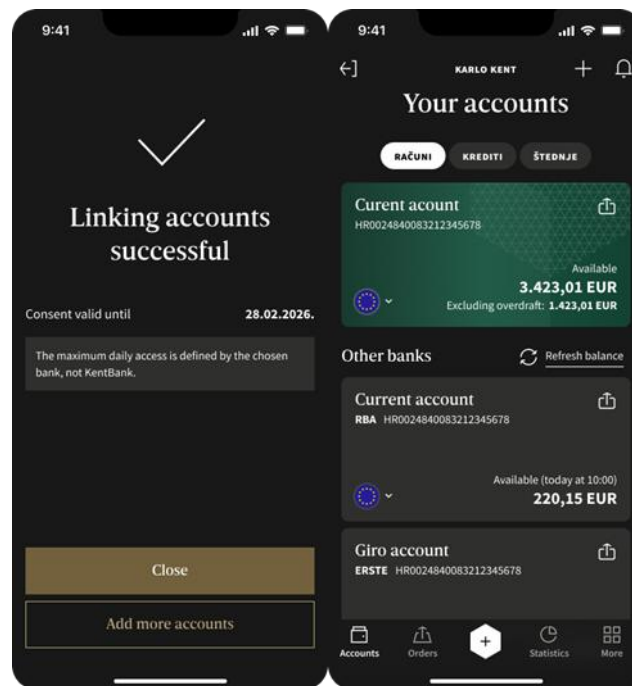 9:41
Linking accounts
successful
Consent valid until 28.02.2026.
The maximum daily access is defined by the chosen
bank, not KentBank.
Close
Add more accounts
9:41
KARLO KENT
Your accounts
RAČUNI KREDITI ŠTEDNJE
Curent acount
HR0024840083212345678
Available
3.423,01 EUR
Excluding overdraft: 1.423,01 EUR
Other banks Refresh balance
Current account
RBA HR0024840083212345678
Available (today at 10:00)
220,15 EUR
Giro account
ERSTE HR0024840083212345678
Accounts Orders Statistics More